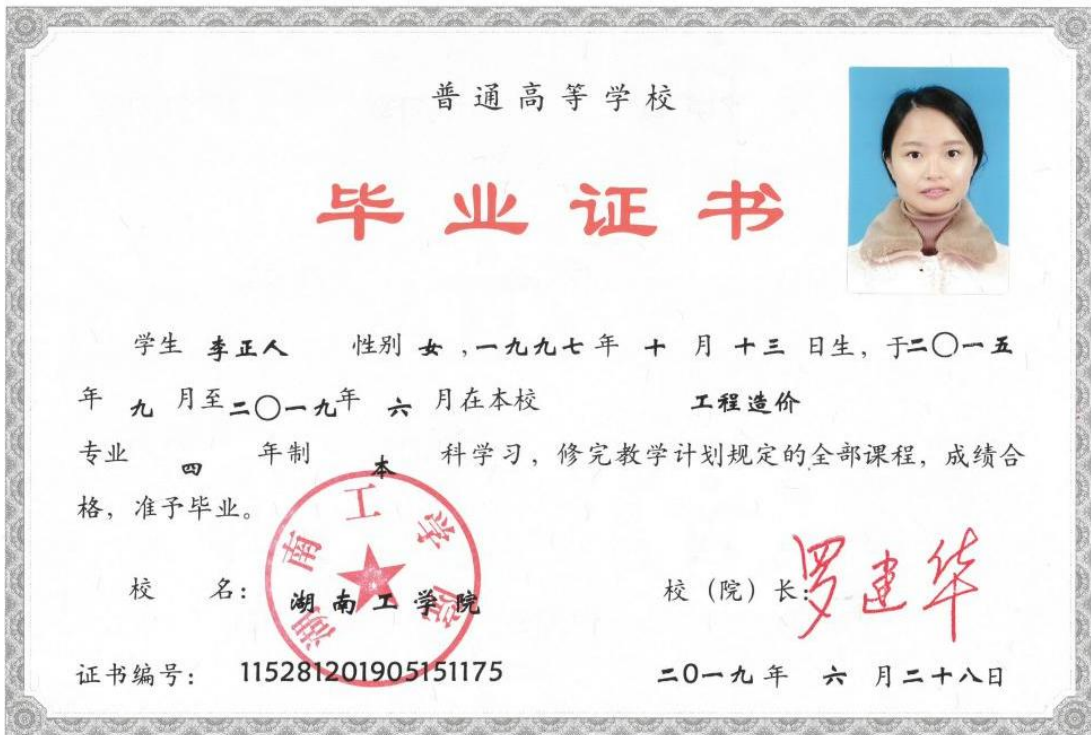 普通高等学校
毕业证书
学生 李正人 性别 女 ,一九九七年 十 月 十三 日生, 于二〇一五
年 九 月至二〇一九年 六 月在本校 工程造价
专业 四 年制 本 科学习, 修完教学计划规定的全部课程, 成绩合
格, 准予毕业。
湖南工学院
校 名: 湖南工学院 校(院)长: 罗建华
证书编号: 115281201905151175 二0一九年 六 月二十八日